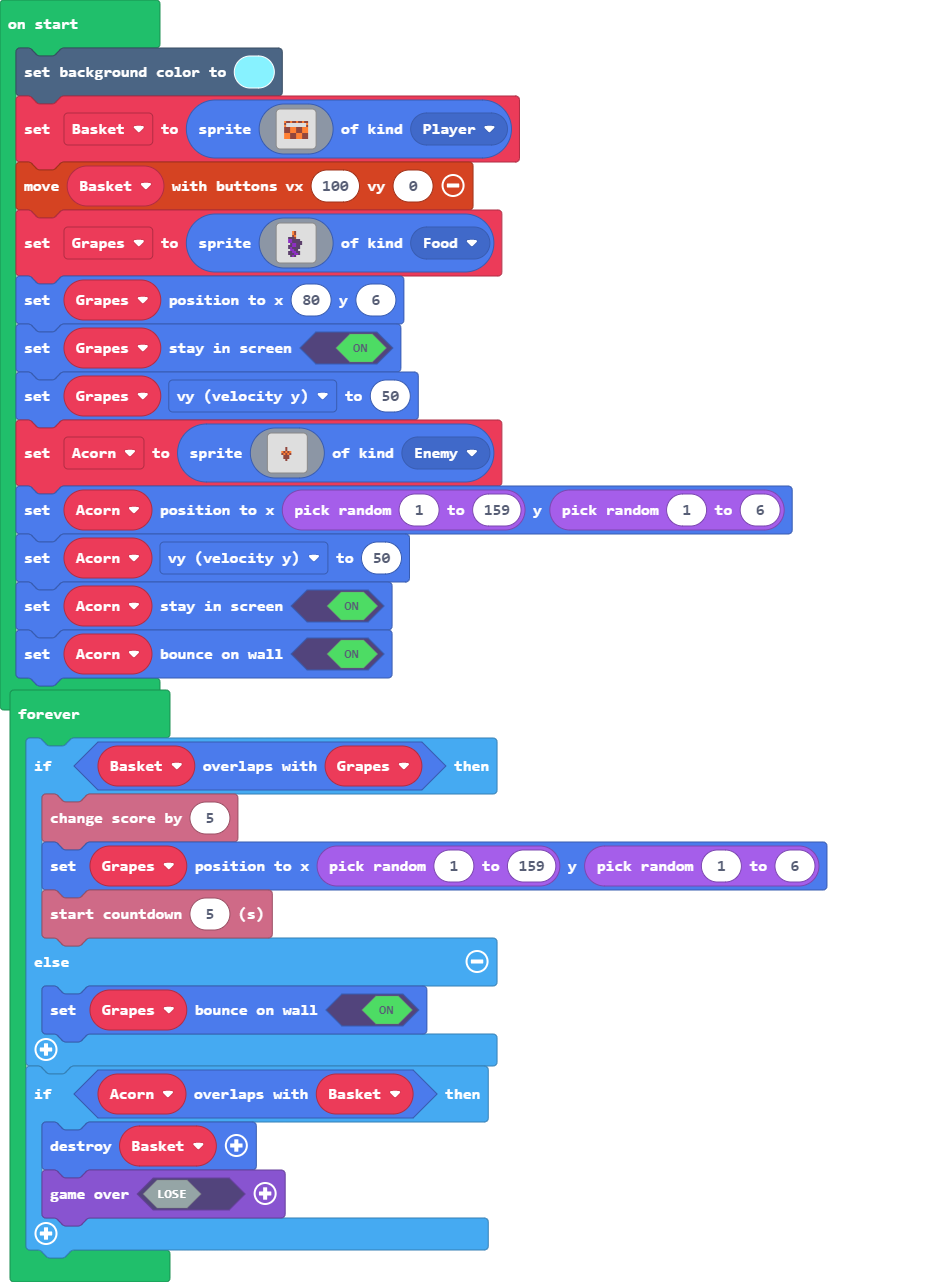 on start
set background color to
set Basket to sprite of kind Player
move Basket with buttons vx 100 vy 0
set Grapes to sprite of kind Food
set Grapes position to x 80 y 6
set Grapes stay in screen ON
set Grapes vy (velocity y) to 50
set Acorn to sprite of kind Enemy
set Acorn position to x pick random 1 to 159 y pick random 1 to 6
set Acorn vy (velocity y) to 50
set Acorn stay in screen ON
set Acorn bounce on wall ON
forever
if Basket overlaps with Grapes then
change score by 5
set Grapes position to x pick random 1 to 159 y pick random 1 to 6
start countdown 5 (s)
else
set Grapes bounce on wall ON
if Acorn overlaps with Basket then
destroy Basket
game over LOSE